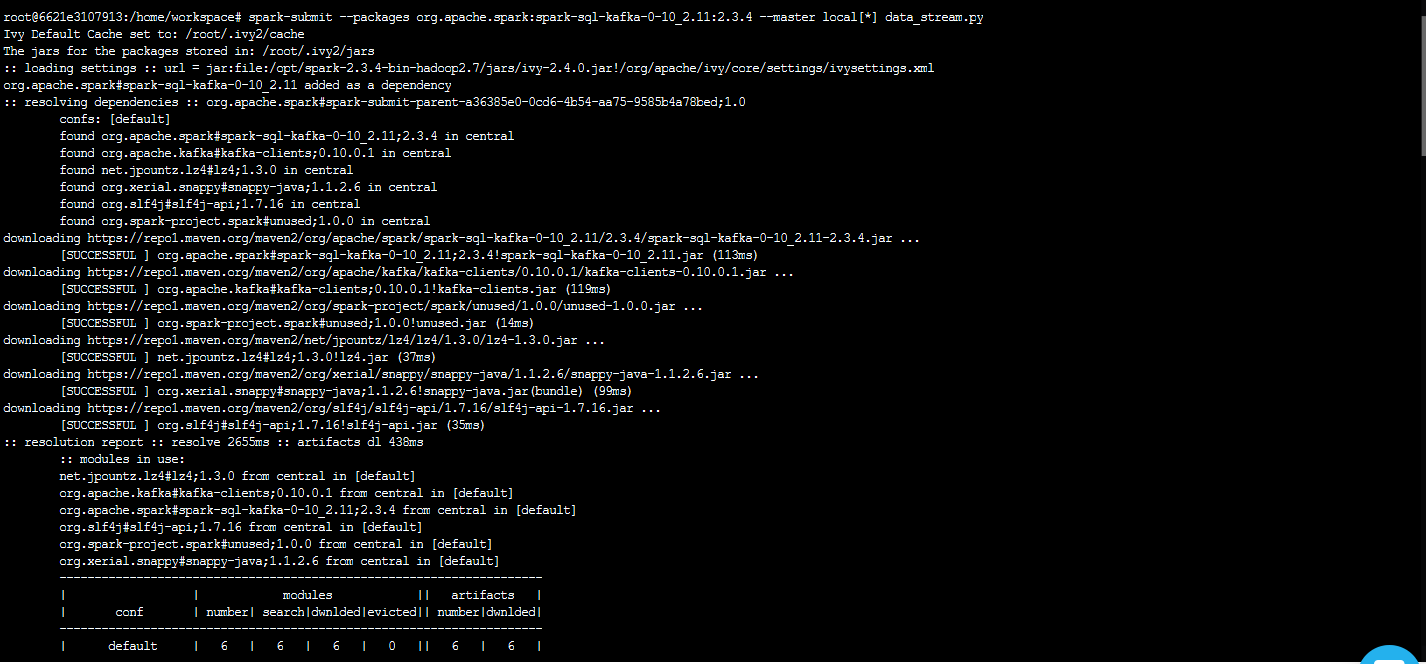 root@6621e3107913:/home/workspace# spark-submit --packages org.apache.spark:spark-sql-kafka-0-10_2.11:2.3.4 --master local[*] data_stream.py
Ivy Default Cache set to: /root/.ivy2/cache
The jars for the packages stored in: /root/.ivy2/jars
:: loading settings :: url = jar:file:/opt/spark-2.3.4-bin-hadoop2.7/jars/ivy-2.4.0.jar!/org/apache/ivy/core/settings/ivysettings.xml
org.apache.spark#spark-sql-kafka-0-10_2.11 added as a dependency
:: resolving dependencies :: org.apache.spark#spark-submit-parent-a36385e0-0cd6-4b54-aa75-9585b4a78bed;1.0
confs: [default]
found org.apache.spark#spark-sql-kafka-0-10_2.11;2.3.4 in central
found org.apache.kafka#kafka-clients;0.10.0.1 in central
found net.jpountz.lz4#lz4;1.3.0 in central
found org.xerial.snappy#snappy-java;1.1.2.6 in central
found org.slf4j#slf4j-api;1.7.16 in central
found org.spark-project.spark#unused;1.0.0 in central
downloading https://repo1.maven.org/maven2/org/apache/spark/spark-sql-kafka-0-10_2.11/2.3.4/spark-sql-kafka-0-10_2.11-2.3.4.jar ...
[SUCCESSFUL ] org.apache.spark#spark-sql-kafka-0-10_2.11;2.3.4!spark-sql-kafka-0-10_2.11.jar (113ms)
downloading https://repo1.maven.org/maven2/org/apache/kafka/kafka-clients/0.10.0.1/kafka-clients-0.10.0.1.jar ...
[SUCCESSFUL ] org.apache.kafka#kafka-clients;0.10.0.1!kafka-clients.jar (119ms)
downloading https://repo1.maven.org/maven2/org/spark-project/spark/unused/1.0.0/unused-1.0.0.jar ...
[SUCCESSFUL ] org.spark-project.spark#unused;1.0.0!unused.jar (14ms)
downloading https://repo1.maven.org/maven2/net/jpountz/lz4/lz4/1.3.0/lz4-1.3.0.jar ...
[SUCCESSFUL ] net.jpountz.lz4#lz4;1.3.0!lz4.jar (37ms)
downloading https://repo1.maven.org/maven2/org/xerial/snappy/snappy-java/1.1.2.6/snappy-java-1.1.2.6.jar ...
[SUCCESSFUL ] org.xerial.snappy#snappy-java;1.1.2.6!snappy-java.jar(bundle) (99ms)
downloading https://repo1.maven.org/maven2/org/slf4j/slf4j-api/1.7.16/slf4j-api-1.7.16.jar ...
[SUCCESSFUL ] org.slf4j#slf4j-api;1.7.16!slf4j-api.jar (35ms)
:: resolution report :: resolve 2655ms :: artifacts dl 438ms
:: modules in use:
net.jpountz.lz4#lz4;1.3.0 from central in [default]
org.apache.kafka#kafka-clients;0.10.0.1 from central in [default]
org.apache.spark#spark-sql-kafka-0-10_2.11;2.3.4 from central in [default]
org.slf4j#slf4j-api;1.7.16 from central in [default]
org.spark-project.spark#unused;1.0.0 from central in [default]
org.xerial.snappy#snappy-java;1.1.2.6 from central in [default]
---------------------------------------------------------------------
|                  |            modules            ||   artifacts   |
|       conf       | number| search|dwnlded|evicted|| number|dwnlded|
---------------------------------------------------------------------
|      default     |   6   |   6   |   6   |   0   ||   6   |   6   |